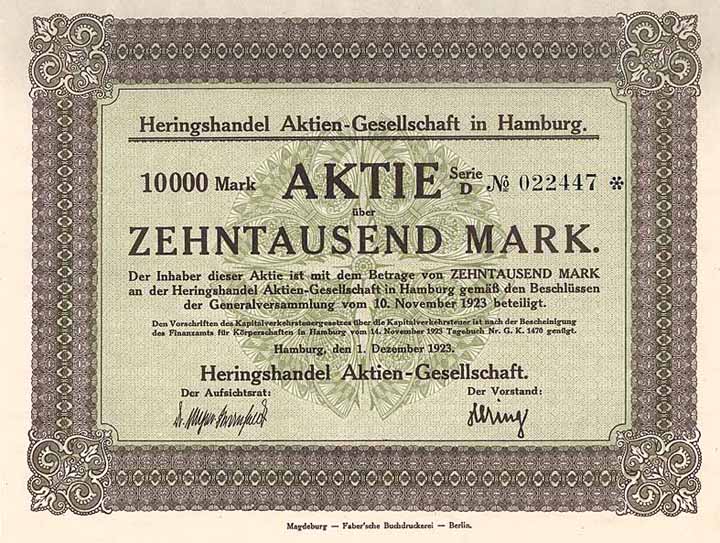 Heringshandel Aktien-Gesellschaft in Hamburg.
10000 Mark AKTIE Serie D № 022447 *
über
ZEHNTAUSEND MARK.
Der Inhaber dieser Aktie ist mit dem Betrage von ZEHNTAUSEND MARK
an der Heringshandel Aktien-Gesellschaft in Hamburg gemäß den Beschlüssen
der Generalversammlung vom 10. November 1923 beteiligt.
Den Vorschriften des Kapitalverkehrsteuergesetzes über die Kapitalverkehrsteuer ist nach der Bescheinigung
des Finanzamts für Körperschaften in Hamburg vom 14. November 1923 Tagebuch Nr. G. K. 1470 genügt.
Hamburg, den 1. Dezember 1923.
Heringshandel Aktien-Gesellschaft.
Der Aufsichtsrat: Der Vorstand:
Magdeburg — Faber'sche Buchdruckerei — Berlin.